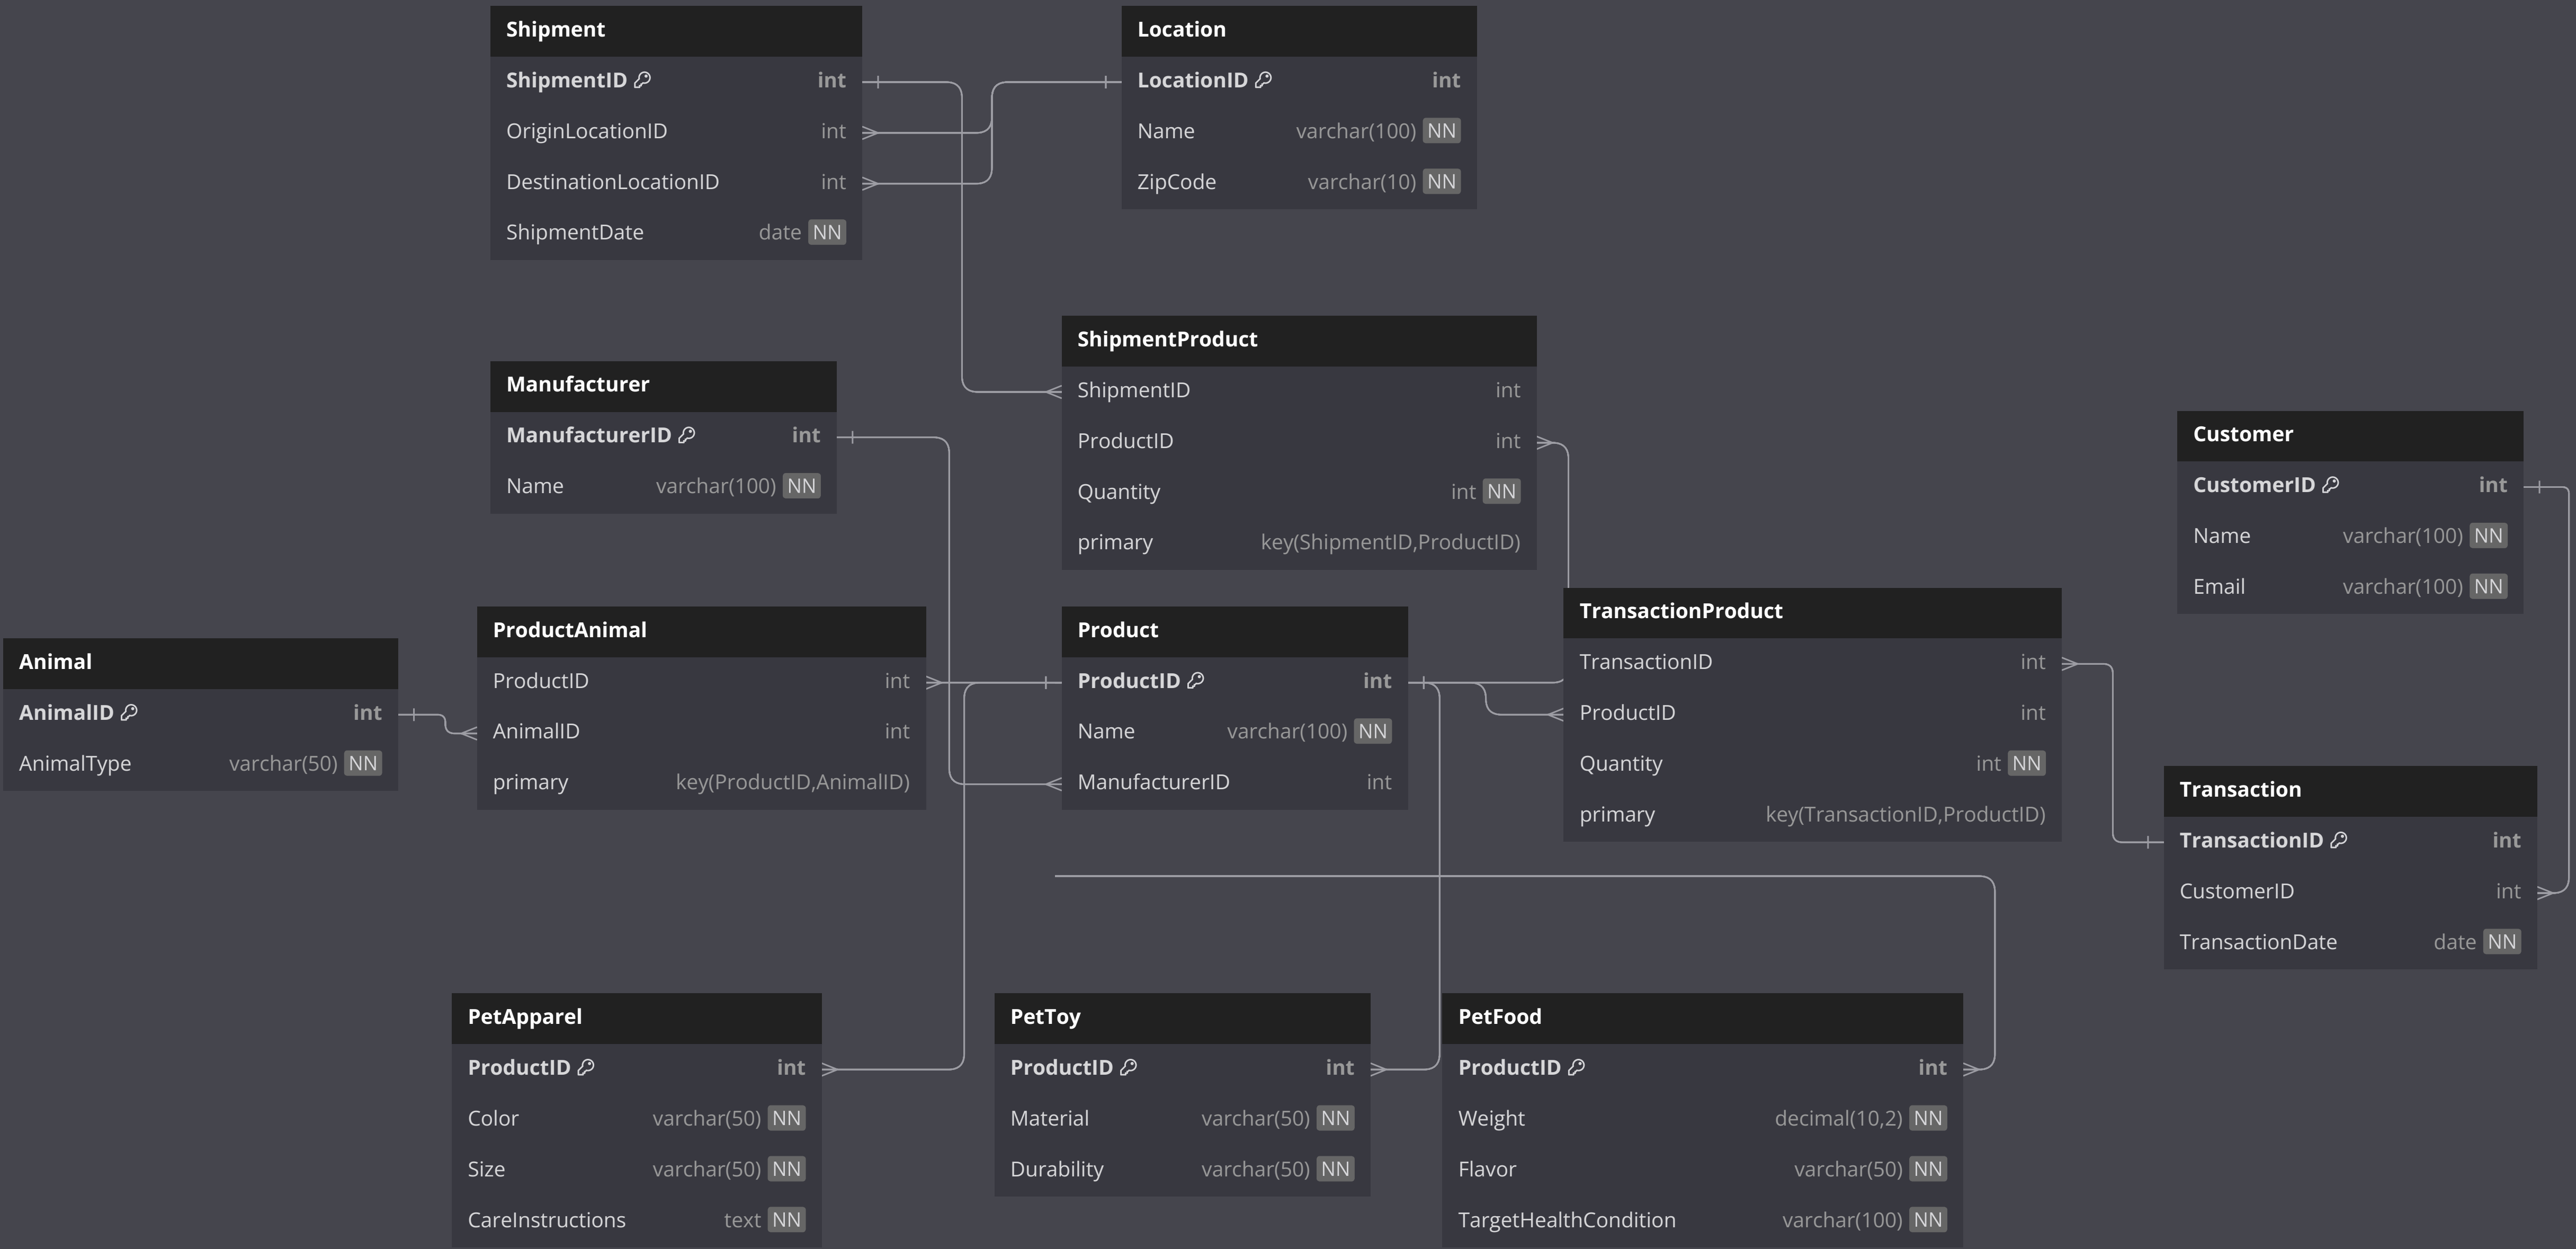 Shipment
ShipmentID int
OriginLocationID int
DestinationLocationID int
ShipmentDate date NN
Location
LocationID int
Name varchar(100) NN
ZipCode varchar(10) NN
ShipmentProduct
ShipmentID int
ProductID int
Quantity int NN
primary key(ShipmentID,ProductID)
Manufacturer
ManufacturerID int
Name varchar(100) NN
Customer
CustomerID int
Name varchar(100) NN
Email varchar(100) NN
Animal
AnimalID int
AnimalType varchar(50) NN
ProductAnimal
ProductID int
AnimalID int
primary key(ProductID,AnimalID)
Product
ProductID int
Name varchar(100) NN
ManufacturerID int
TransactionProduct
TransactionID int
ProductID int
Quantity int NN
primary key(TransactionID,ProductID)
Transaction
TransactionID int
CustomerID int
TransactionDate date NN
PetApparel
ProductID int
Color varchar(50) NN
Size varchar(50) NN
CareInstructions text NN
PetToy
ProductID int
Material varchar(50) NN
Durability varchar(50) NN
PetFood
ProductID int
Weight decimal(10,2) NN
Flavor varchar(50) NN
TargetHealthCondition varchar(100) NN